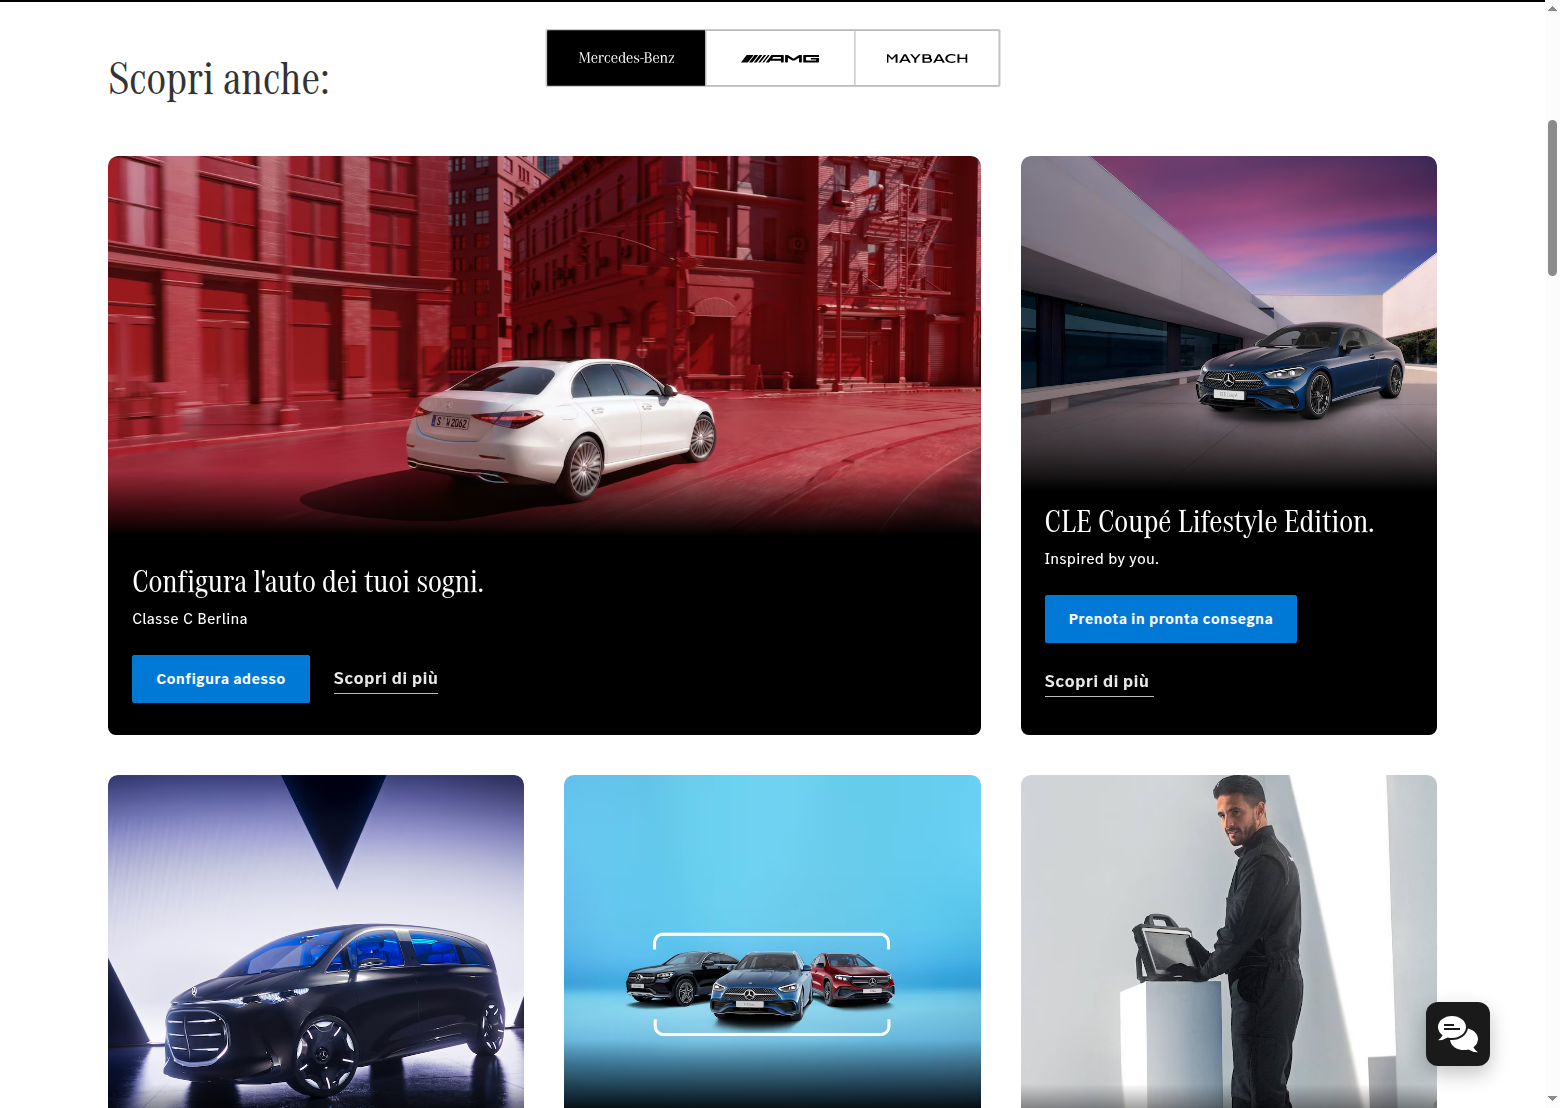 Scopri anche:
Mercedes-Benz
AMG
MAYBACH
S W 2062
Configura l'auto dei tuoi sogni.
Classe C Berlina
Configura adesso
Scopri di più
CLE Coupé Lifestyle Edition.
Inspired by you.
Prenota in pronta consegna
Scopri di più